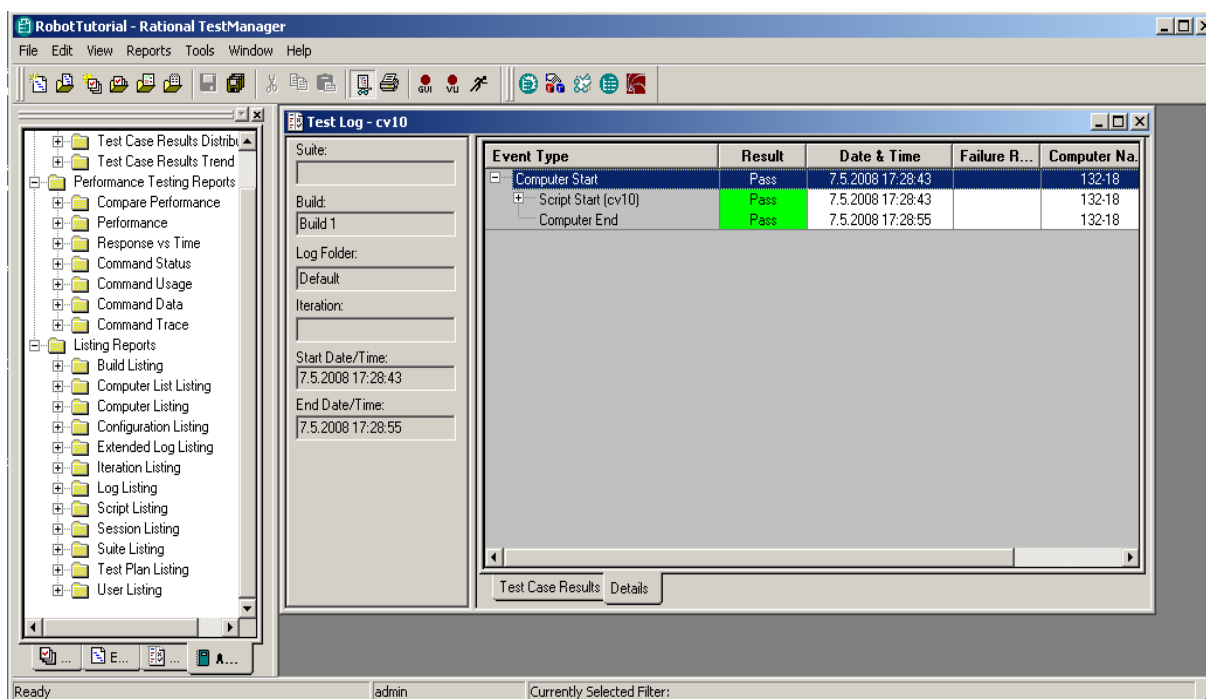 RobotTutorial - Rational TestManager
File Edit View Reports Tools Window Help
GUI VU
Test Case Results Distribu
Test Case Results Trend
Performance Testing Reports
Compare Performance
Performance
Response vs Time
Command Status
Command Usage
Command Data
Command Trace
Listing Reports
Build Listing
Computer List Listing
Computer Listing
Configuration Listing
Extended Log Listing
Iteration Listing
Log Listing
Script Listing
Session Listing
Suite Listing
Test Plan Listing
User Listing
... E... ... A...
Test Log - cv10
Suite:
Build:
Build 1
Log Folder:
Default
Iteration:
Start Date/Time:
7.5.2008 17:28:43
End Date/Time:
7.5.2008 17:28:55
Event Type Result Date & Time Failure R... Computer Na.
Computer Start Pass 7.5.2008 17:28:43 132-18
Script Start (cv10) Pass 7.5.2008 17:28:43 132-18
Computer End Pass 7.5.2008 17:28:55 132-18
Test Case Results Details
Ready admin Currently Selected Filter: